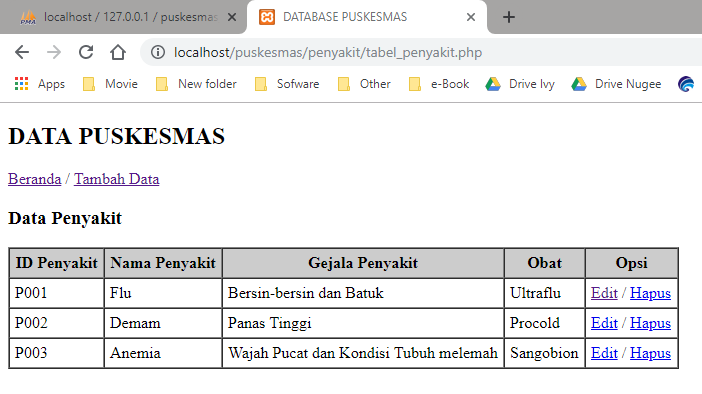 localhost / 127.0.0.1 / puskesmas
DATABASE PUSKESMAS
localhost/puskesmas/penyakit/tabel_penyakit.php
Apps Movie New folder Sofware Other e-Book Drive Ivy Drive Nugee
DATA PUSKESMAS
Beranda / Tambah Data
Data Penyakit
ID Penyakit Nama Penyakit Gejala Penyakit Obat Opsi
P001 Flu Bersin-bersin dan Batuk Ultraflu Edit / Hapus
P002 Demam Panas Tinggi Procold Edit / Hapus
P003 Anemia Wajah Pucat dan Kondisi Tubuh melemah Sangobion Edit / Hapus